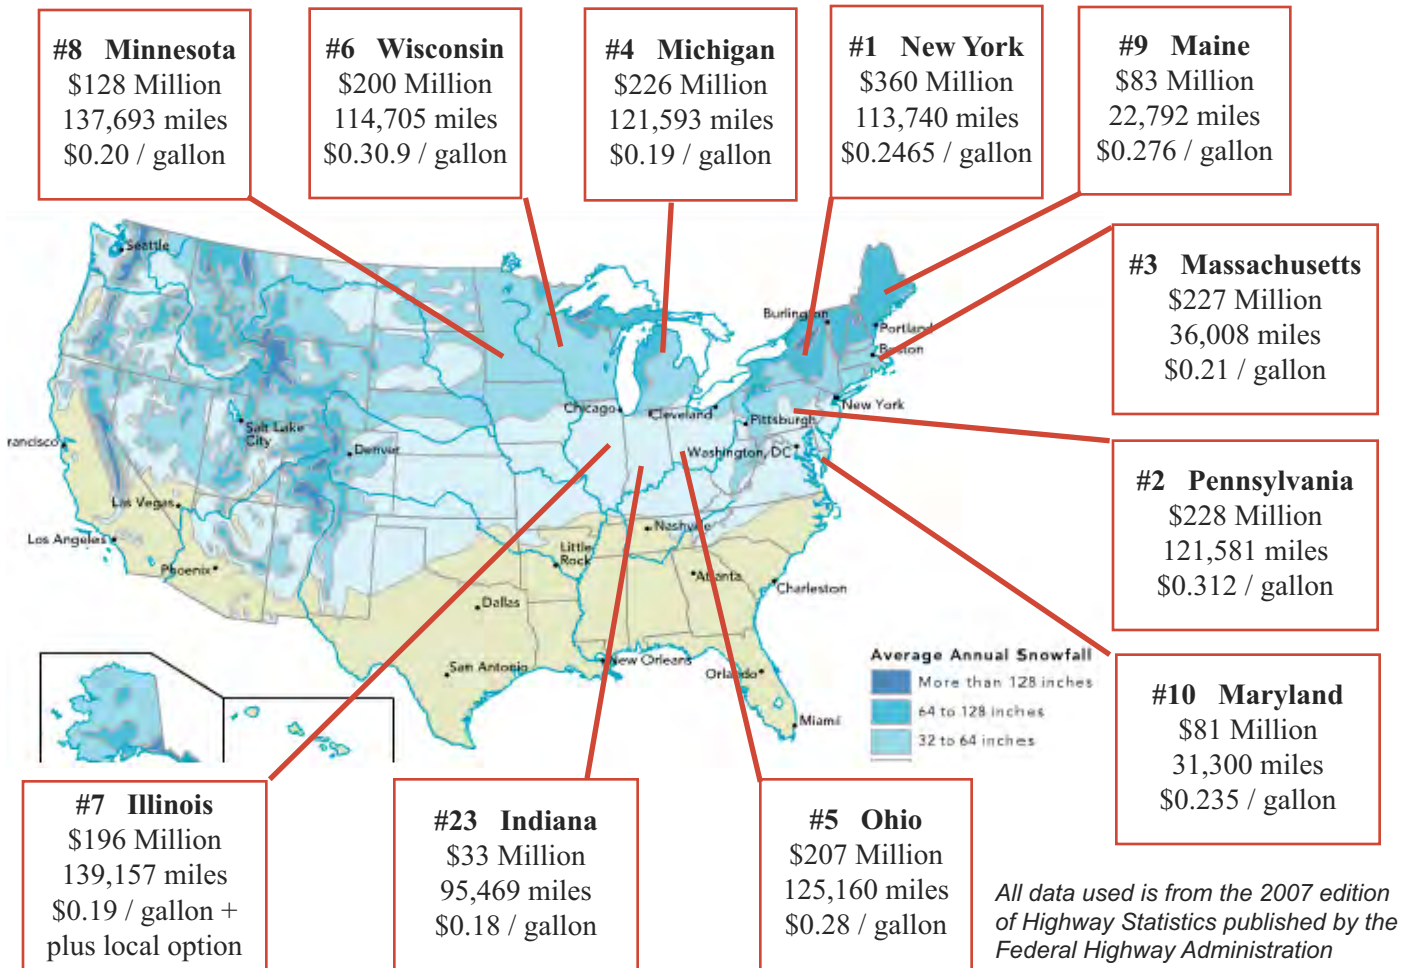 #8 Minnesota
$128 Million
137,693 miles
$0.20 / gallon
#6 Wisconsin
$200 Million
114,705 miles
$0.30.9 / gallon
#4 Michigan
$226 Million
121,593 miles
$0.19 / gallon
#1 New York
$360 Million
113,740 miles
$0.2465 / gallon
#9 Maine
$83 Million
22,792 miles
$0.276 / gallon
#3 Massachusetts
$227 Million
36,008 miles
$0.21 / gallon
#2 Pennsylvania
$228 Million
121,581 miles
$0.312 / gallon
#10 Maryland
$81 Million
31,300 miles
$0.235 / gallon
Seattle
Burlington
Portland
Boston
New York
Chicago
Cleveland
Pittsburgh
Washington, DC
Salt Lake
City
Denver
rancisco
Las Vegas
Los Angeles
Phoenix
Nashville
Little
Rock
Atlanta
Charleston
Dallas
San Antonio
New Orleans
Orlando
Miami
Average Annual Snowfall
More than 128 inches
64 to 128 inches
32 to 64 inches
#7 Illinois
$196 Million
139,157 miles
$0.19 / gallon +
plus local option
#23 Indiana
$33 Million
95,469 miles
$0.18 / gallon
#5 Ohio
$207 Million
125,160 miles
$0.28 / gallon
All data used is from the 2007 edition
of Highway Statistics published by the
Federal Highway Administration